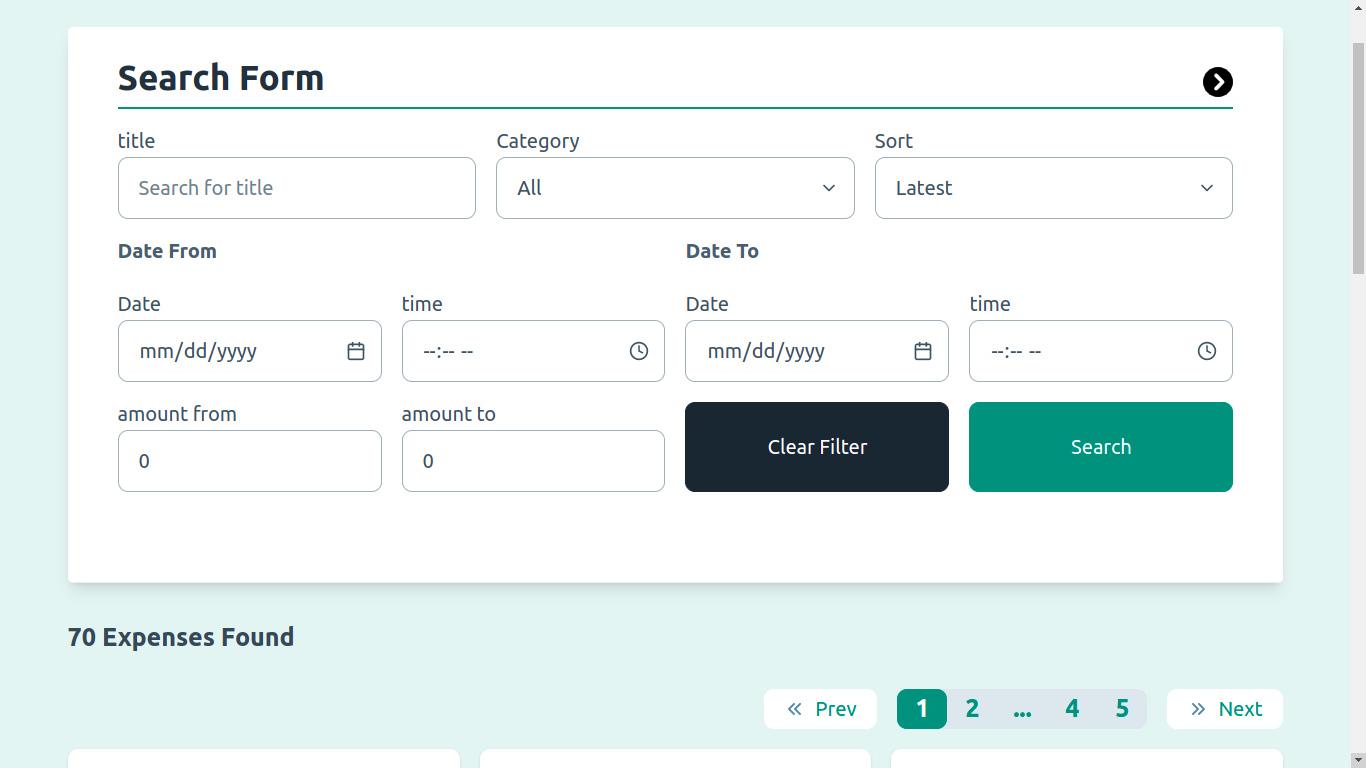 Search Form
title Category Sort
Search for title All Latest
Date From Date To
Date time Date time
mm/dd/yyyy --:-- -- mm/dd/yyyy --:-- --
amount from amount to
0 0 Clear Filter Search
70 Expenses Found
Prev 1 2 ... 4 5 Next